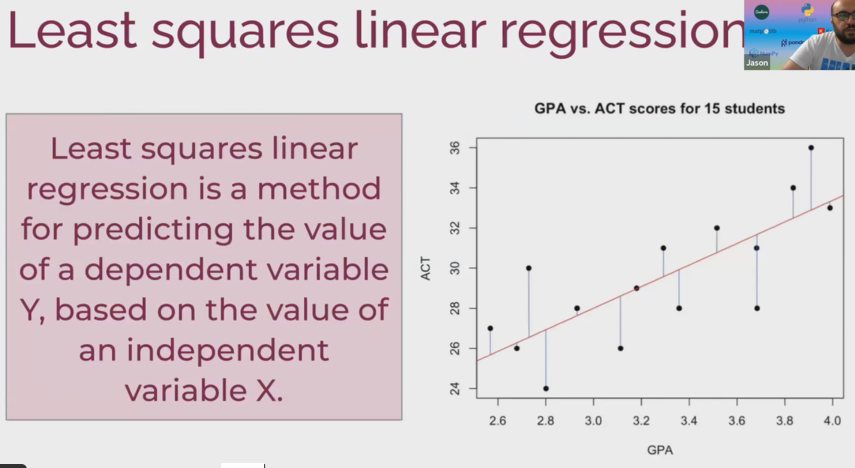 Least squares linear regression
Jason
Least squares linear
regression is a method
for predicting the value
of a dependent variable
Y, based on the value of
an independent
variable X.
GPA vs. ACT scores for 15 students
36
34
32
30
28
26
24
ACT
2.6 2.8 3.0 3.2 3.4 3.6 3.8 4.0
GPA